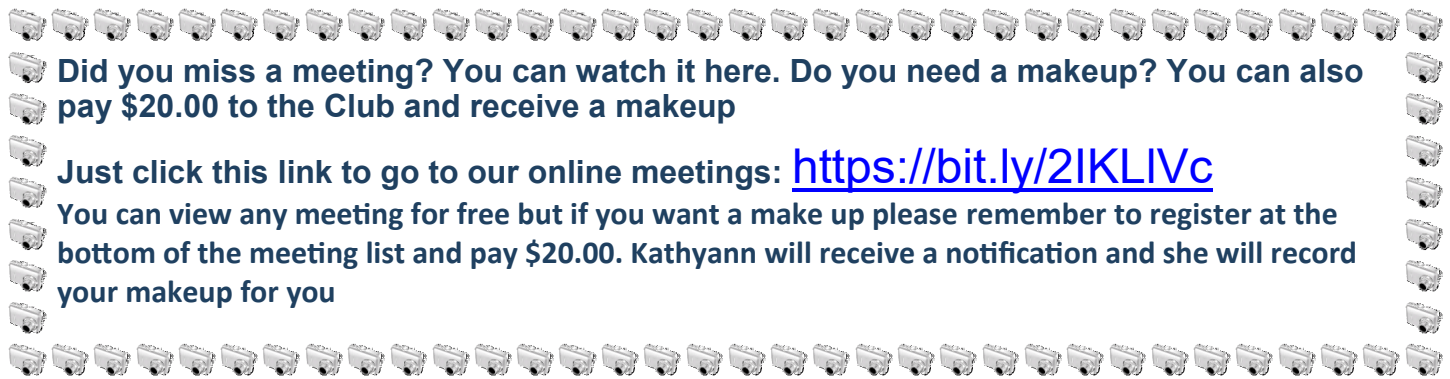 Did you miss a meeting? You can watch it here. Do you need a makeup? You can also
pay $20.00 to the Club and receive a makeup
Just click this link to go to our online meetings: https://bit.ly/2IKLlVc
You can view any meeting for free but if you want a make up please remember to register at the
bottom of the meeting list and pay $20.00. Kathyann will receive a notification and she will record
your makeup for you